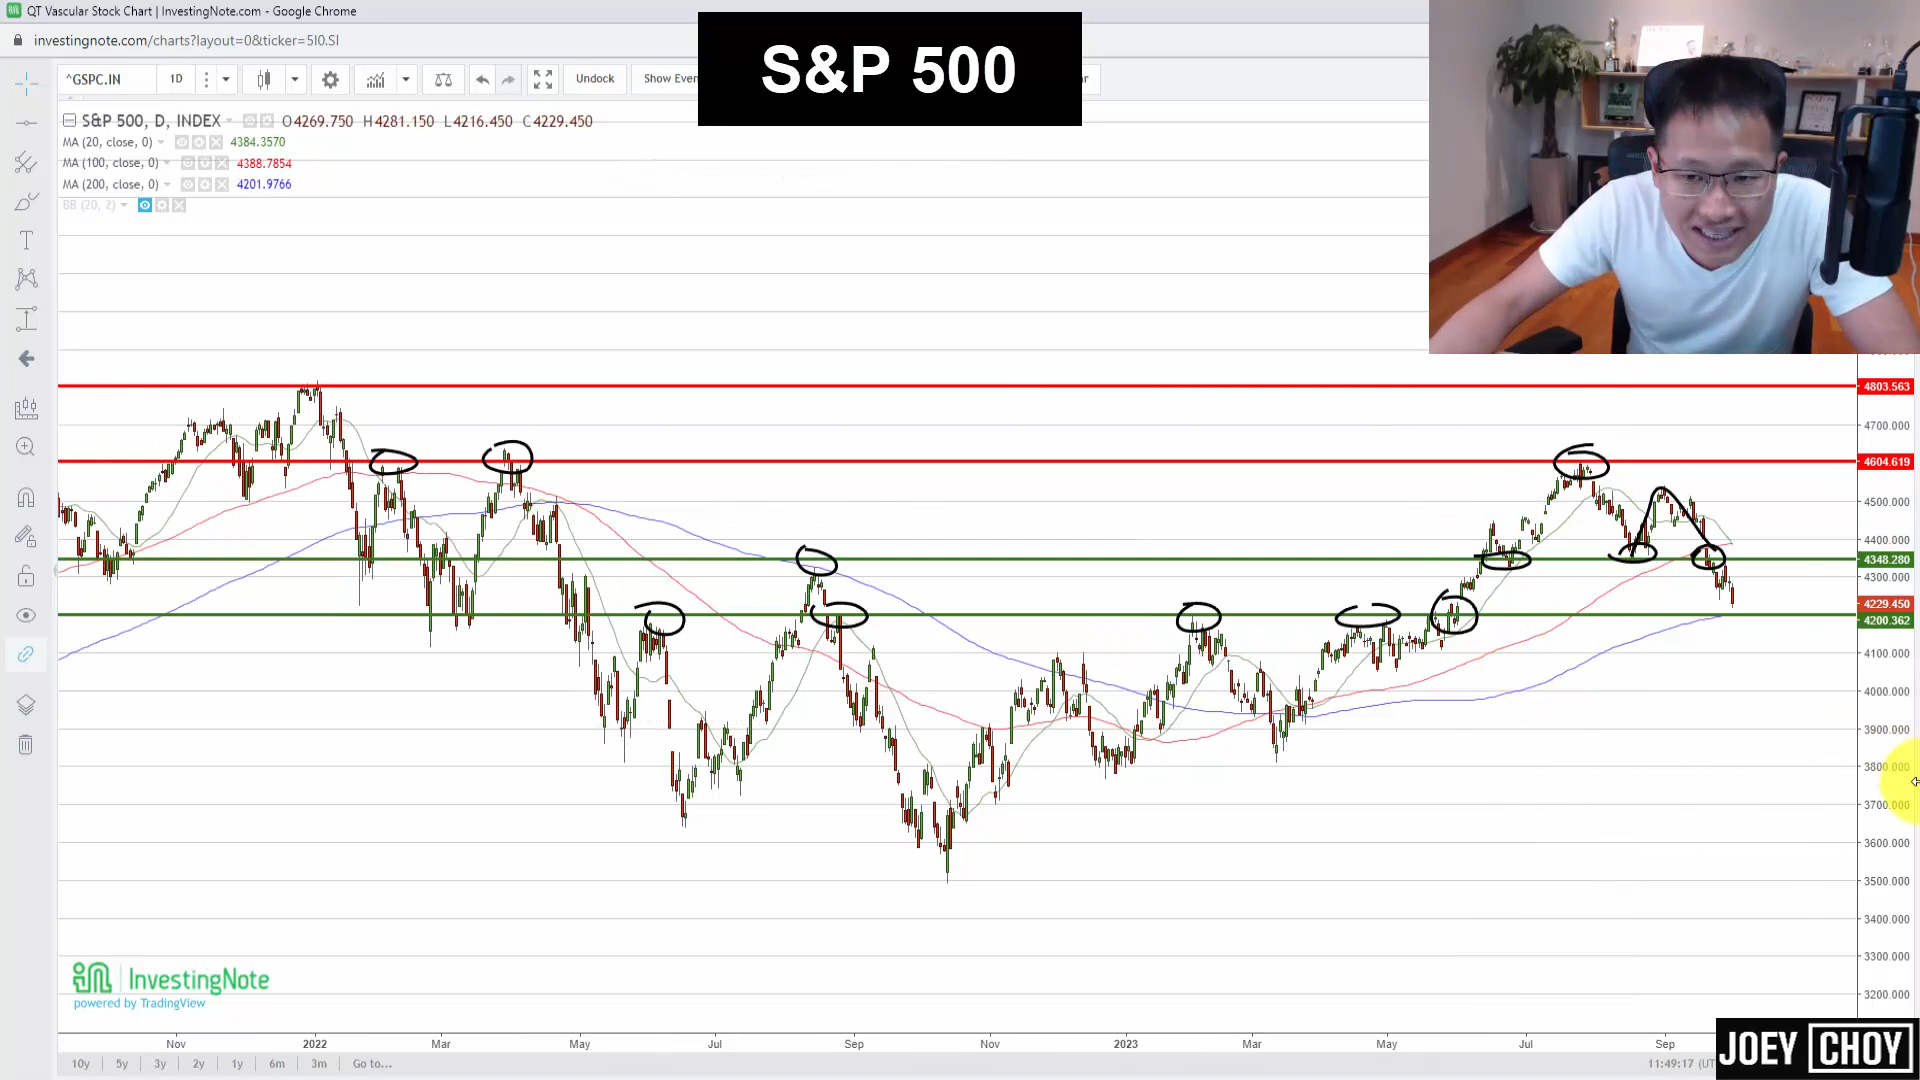 QT Vascular Stock Chart | InvestingNote.com - Google Chrome
investingnote.com/charts?layout=0&ticker=5I0.SI
S&P 500
^GSPC.IN
1D
Undock
Show Even
S&P 500, D, INDEX
O4269.750 H4281.150 L4216.450 C4229.450
MA (20, close, 0) 4384.3570
MA (100, close, 0) 4388.7854
MA (200, close, 0) 4201.9766
BB (20, 2)
4803.563
4700.000
4604.619
4500.000
4400.000
4348.280
4300.000
4229.450
4200.362
4100.000
4000.000
3900.000
3800.000
3700.000
3600.000
3500.000
3400.000
3300.000
3200.000
InvestingNote
powered by TradingView
Nov 2022 Mar May Jul Sep Nov 2023 Mar May Jul Sep
10y 5y 3y 2y 1y 6m 3m Go to...
11:49:17 (UT
JOEY CHOY